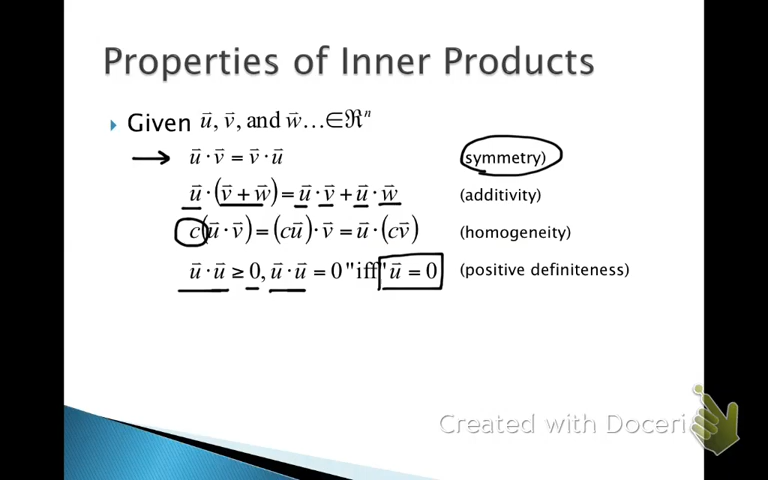 Properties of Inner Products
Given u⃗, v⃗, and w⃗…∈ℜⁿ
u⃗ · v⃗ = v⃗ · u⃗ (symmetry)
u⃗ · (v⃗ + w⃗) = u⃗ · v⃗ + u⃗ · w⃗ (additivity)
c(u⃗ · v⃗) = (cu⃗) · v⃗ = u⃗ · (cv⃗) (homogeneity)
u⃗ · u⃗ ≥ 0, u⃗ · u⃗ = 0 "iff" u⃗ = 0 (positive definiteness)
Created with Doceri